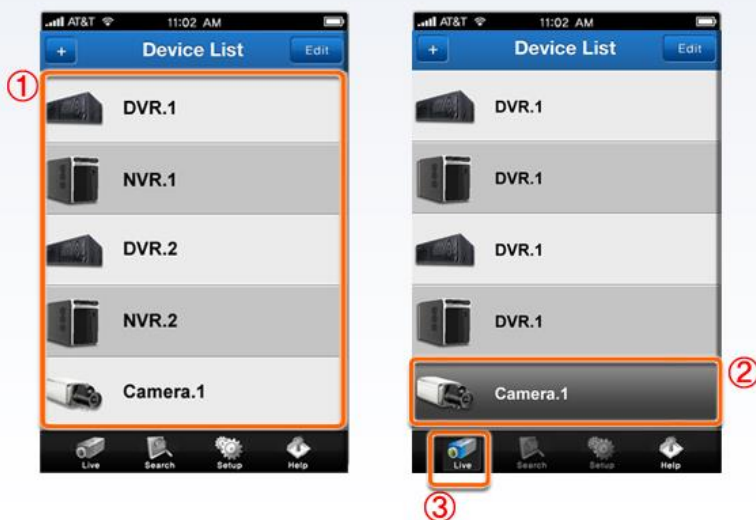 AT&T 11:02 AM
+ Device List Edit
①
DVR.1
NVR.1
DVR.2
NVR.2
Camera.1
Live Search Setup Help
AT&T 11:02 AM
+ Device List Edit
DVR.1
DVR.1
DVR.1
DVR.1
Camera.1
②
Live Search Setup Help
③